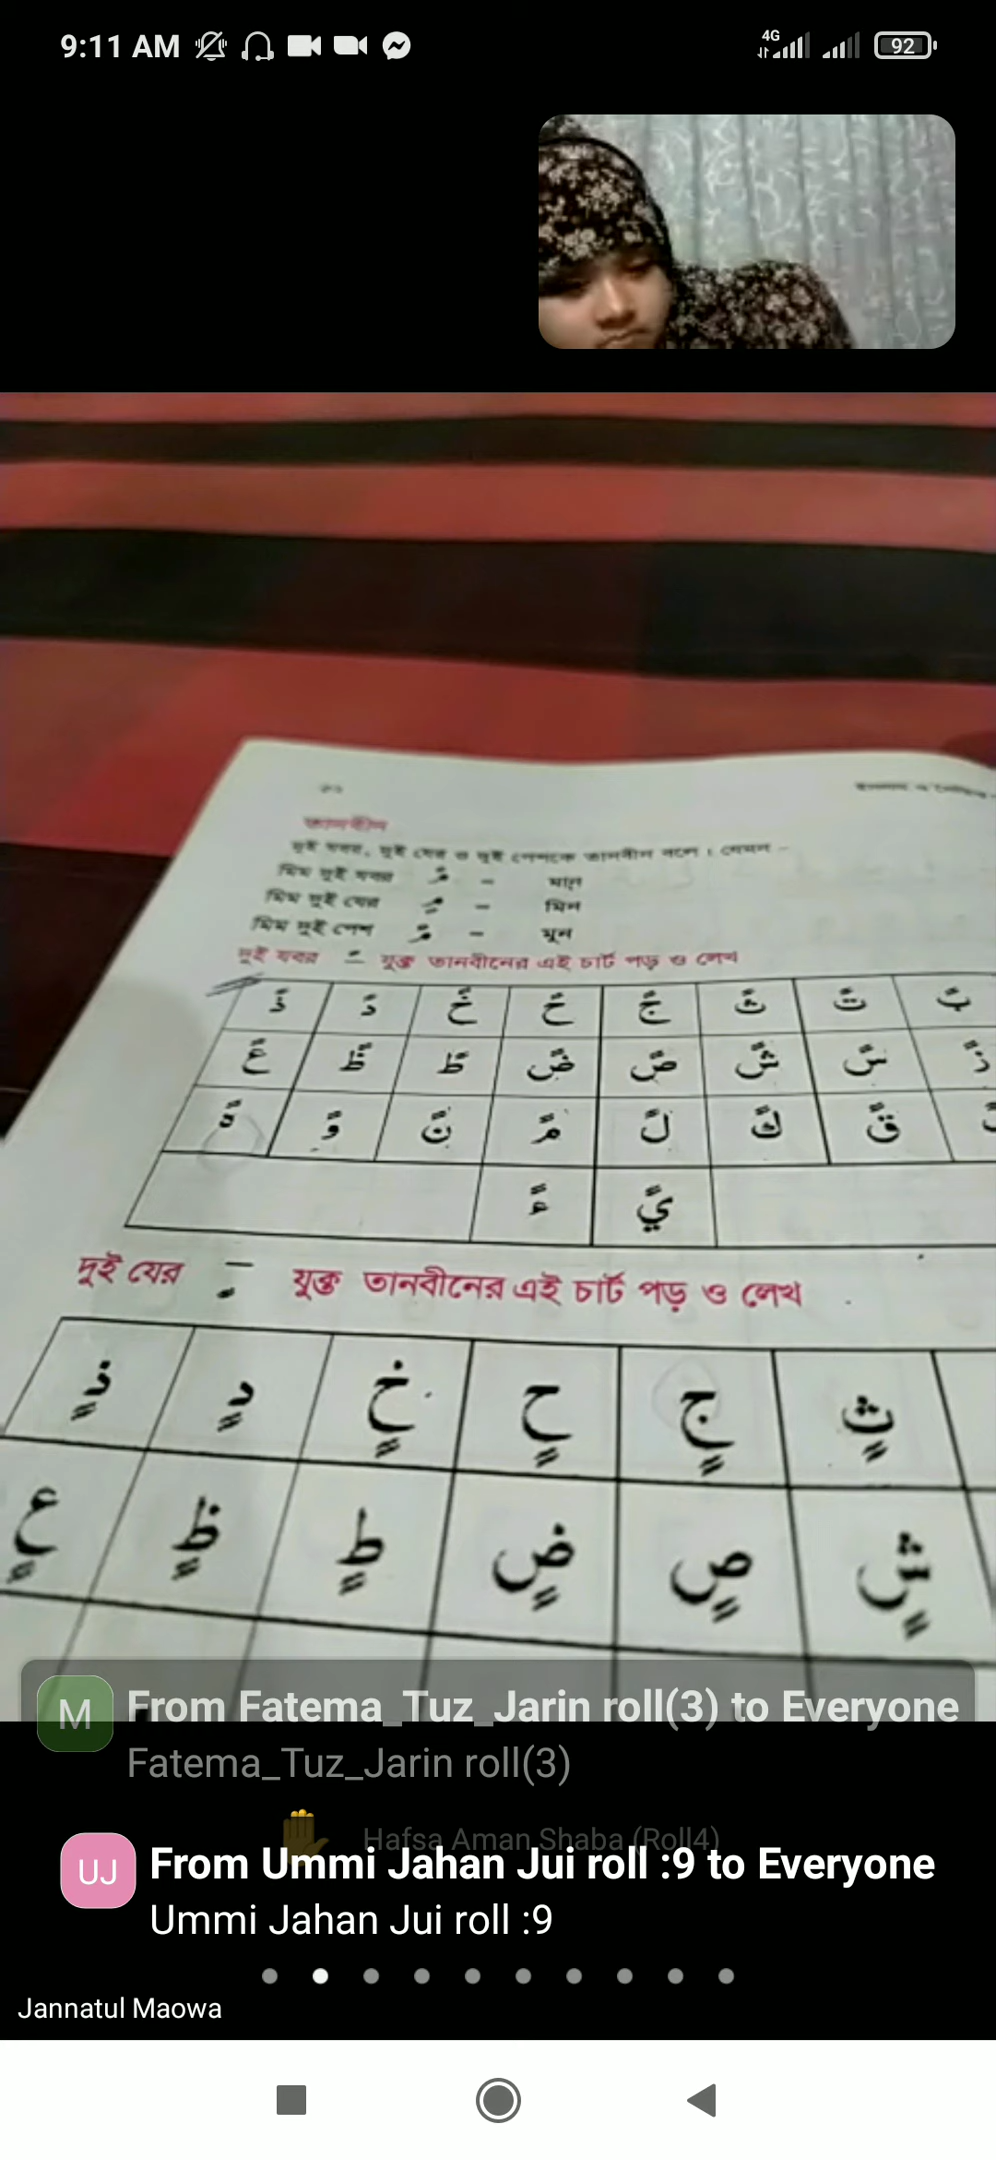 9:11 AM
4G
92
তানবীন
দুই যবর, দুই যের ও দুই পেশকে তানবীন বলে। যেমন -
মিম দুই যবর مً - মান
মিম দুই যের مٍ - মিন
মিম দুই পেশ مٌ - মুন
দুই যবর ـً যুক্ত তানবীনের এই চার্ট পড় ও লেখ
بً تً ثً جً حً خً دً ذً
زً سً شً صً ضً طً ظً عً
قً كً لً مً نً وً هً
يً ءً
দুই যের ـٍ যুক্ত তানবীনের এই চার্ট পড় ও লেখ
ثٍ جٍ حٍ خٍ دٍ ذٍ
شٍ صٍ ضٍ طٍ ظٍ عٍ
M
From Fatema_Tuz_Jarin roll(3) to Everyone
Fatema_Tuz_Jarin roll(3)
Hafsa Aman Shaba (Roll4)
UJ
From Ummi Jahan Jui roll :9 to Everyone
Ummi Jahan Jui roll :9
Jannatul Maowa